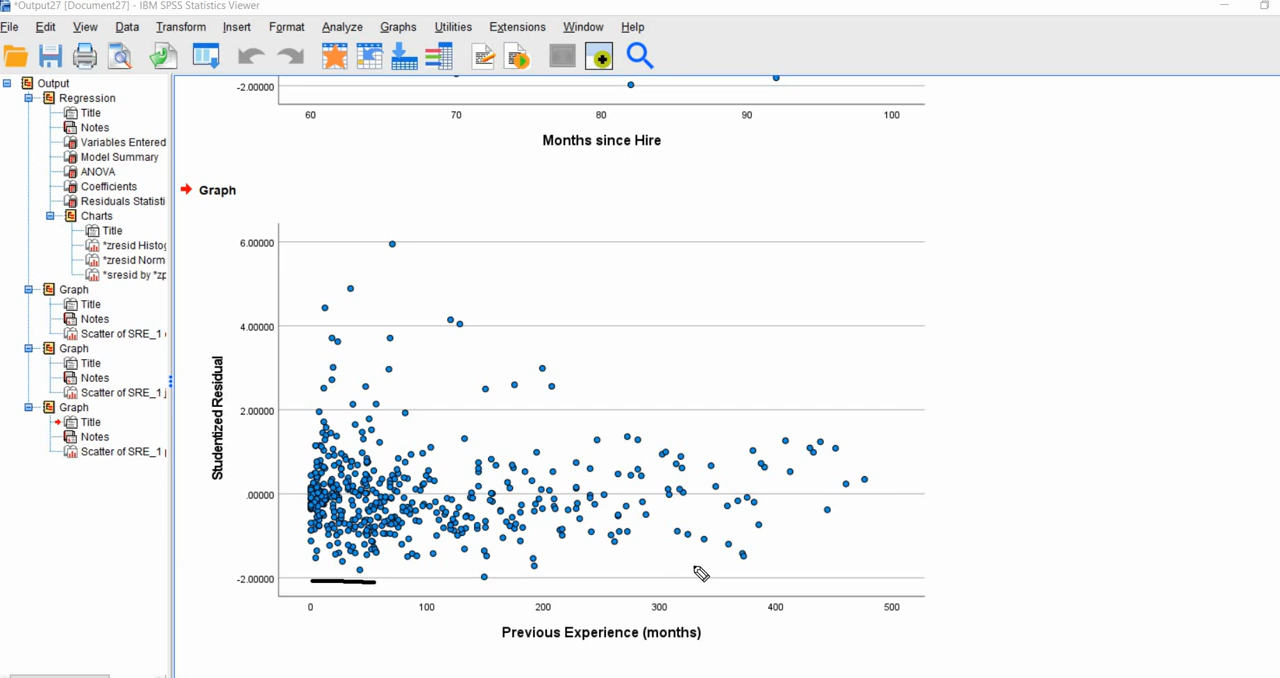 *Output27 [Document27] - IBM SPSS Statistics Viewer
File Edit View Data Transform Insert Format Analyze Graphs Utilities Extensions Window Help
Output
Regression
Title
Notes
Variables Entered
Model Summary
ANOVA
Coefficients
Residuals Statisti
Charts
Title
*zresid Histog
*zresid Norm
*sresid by *zp
Graph
Title
Notes
Scatter of SRE_1
Graph
Title
Notes
Scatter of SRE_1 j
Graph
Title
Notes
Scatter of SRE_1
-2.00000
60 70 80 90 100
Months since Hire
Graph
6.00000
4.00000
2.00000
.00000
-2.00000
Studentized Residual
0 100 200 300 400 500
Previous Experience (months)